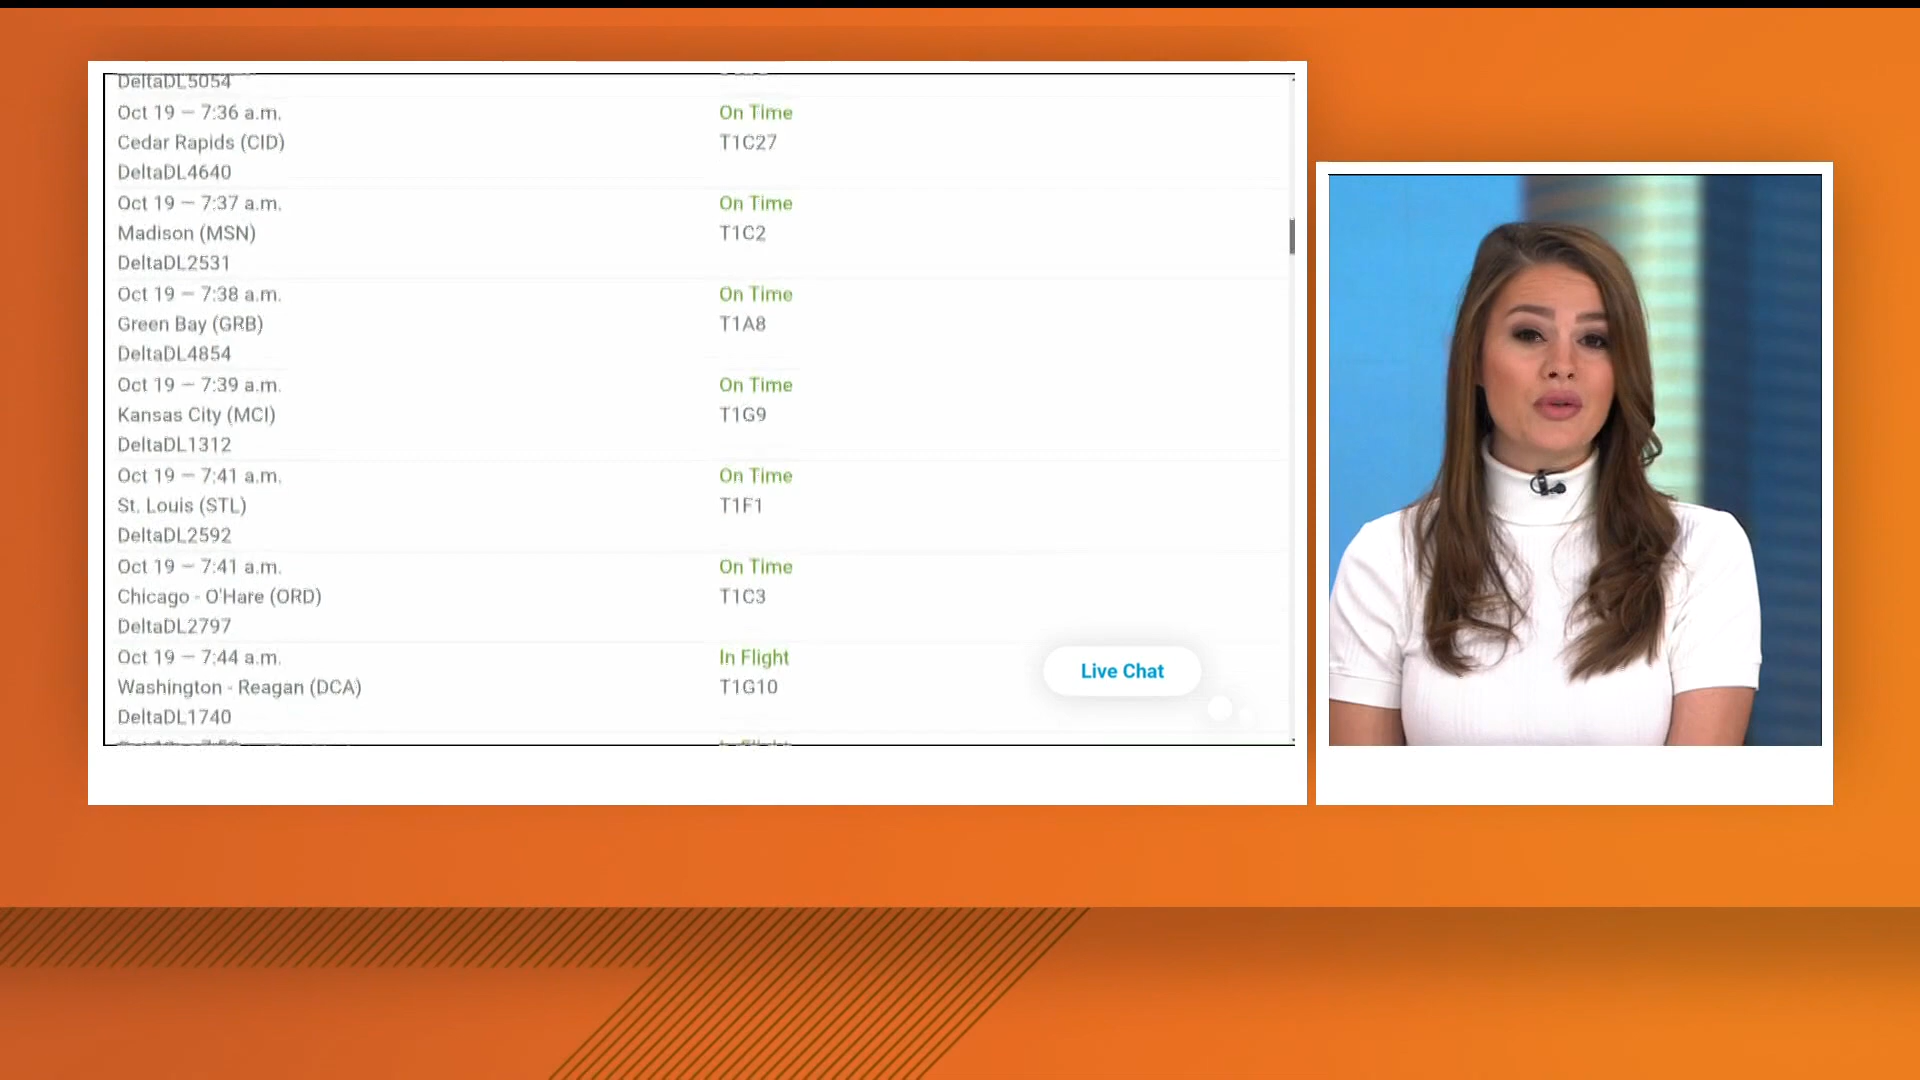 DeltaDL5054
Oct 19 — 7:36 a.m.
On Time
Cedar Rapids (CID)
T1C27
DeltaDL4640
Oct 19 — 7:37 a.m.
On Time
Madison (MSN)
T1C2
DeltaDL2531
Oct 19 — 7:38 a.m.
On Time
Green Bay (GRB)
T1A8
DeltaDL4854
Oct 19 — 7:39 a.m.
On Time
Kansas City (MCI)
T1G9
DeltaDL1312
Oct 19 — 7:41 a.m.
On Time
St. Louis (STL)
T1F1
DeltaDL2592
Oct 19 — 7:41 a.m.
On Time
Chicago - O'Hare (ORD)
T1C3
DeltaDL2797
Oct 19 — 7:44 a.m.
In Flight
Washington - Reagan (DCA)
T1G10
DeltaDL1740
Live Chat